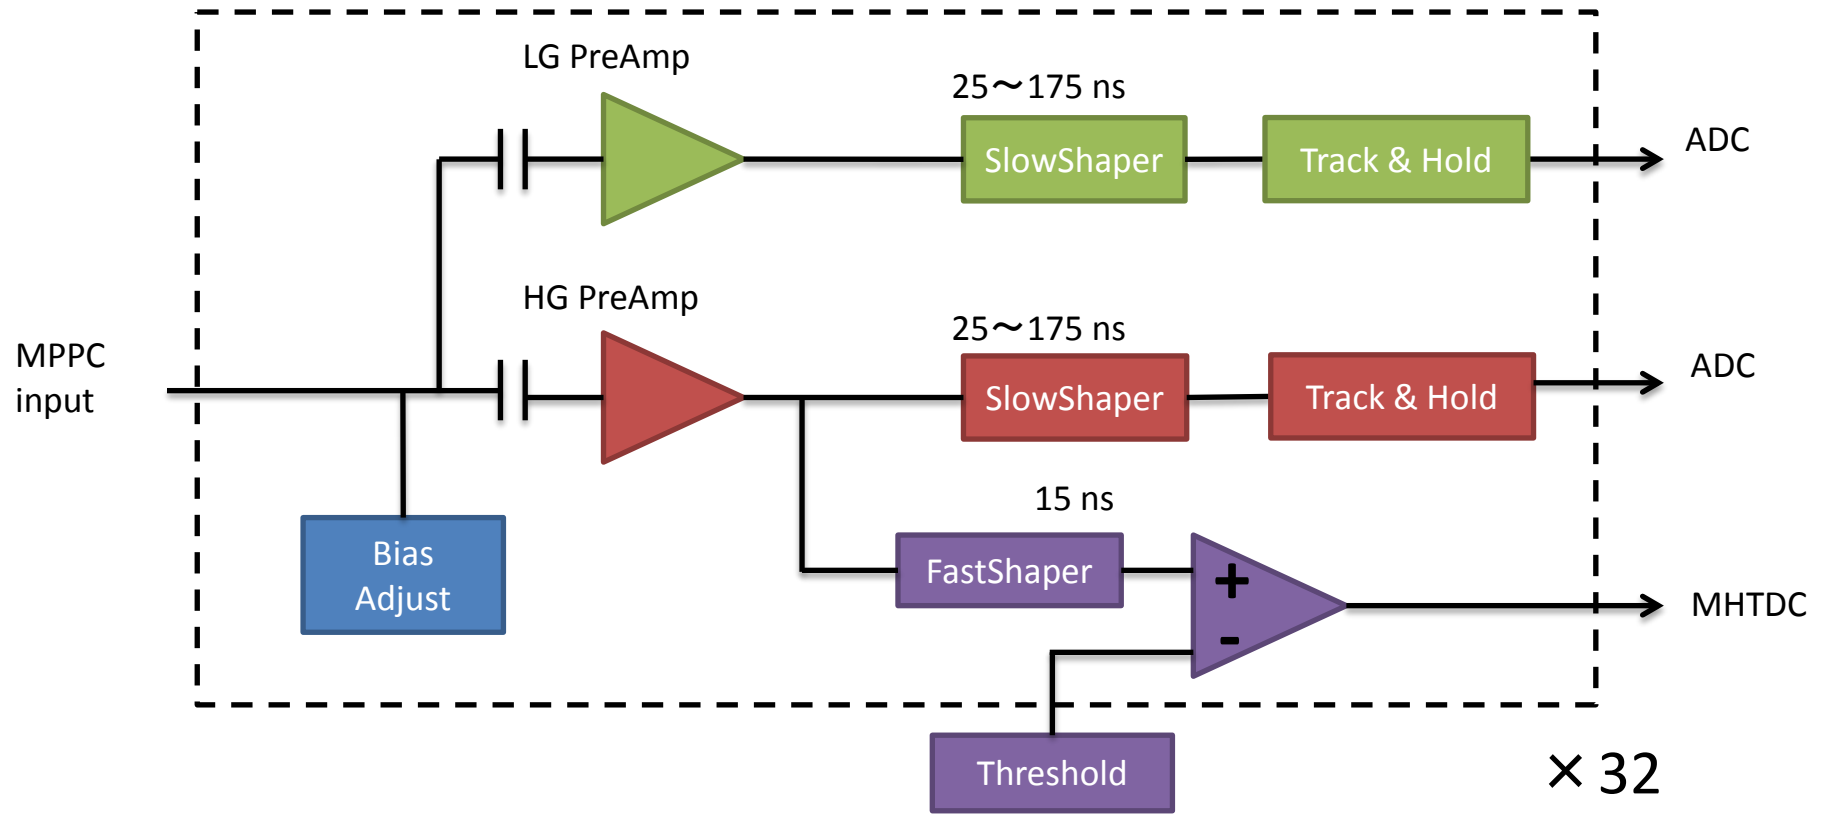 LG PreAmp
25～175 ns
SlowShaper
Track & Hold
ADC
HG PreAmp
25～175 ns
SlowShaper
Track & Hold
ADC
MPPC
input
Bias
Adjust
15 ns
FastShaper
+
-
MHTDC
Threshold
×32